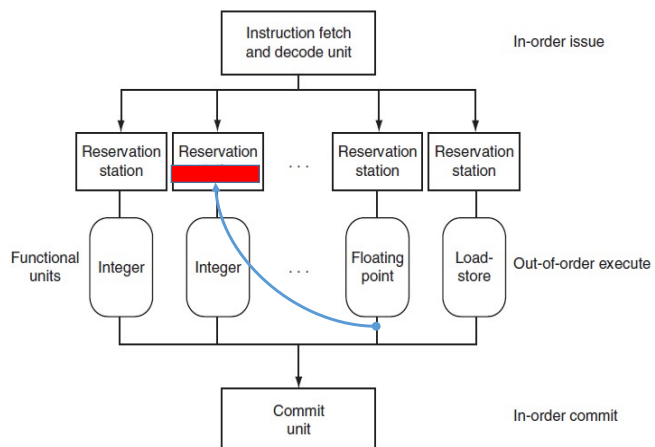 Instruction fetch
and decode unit
In-order issue
Reservation
station
Reservation
...
Reservation
station
Reservation
station
Functional
units
Integer
Integer
...
Floating
point
Load-
store
Out-of-order execute
Commit
unit
In-order commit